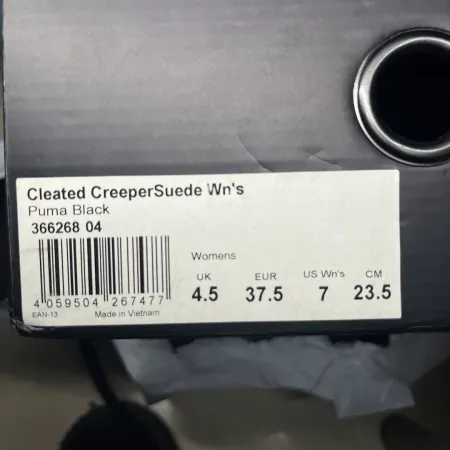 Cleated CreeperSuede Wn's
Puma Black
366268 04
Womens
UK EUR US Wn's CM
4.5 37.5 7 23.5
4 059504 267477
EAN-13 Made in Vietnam